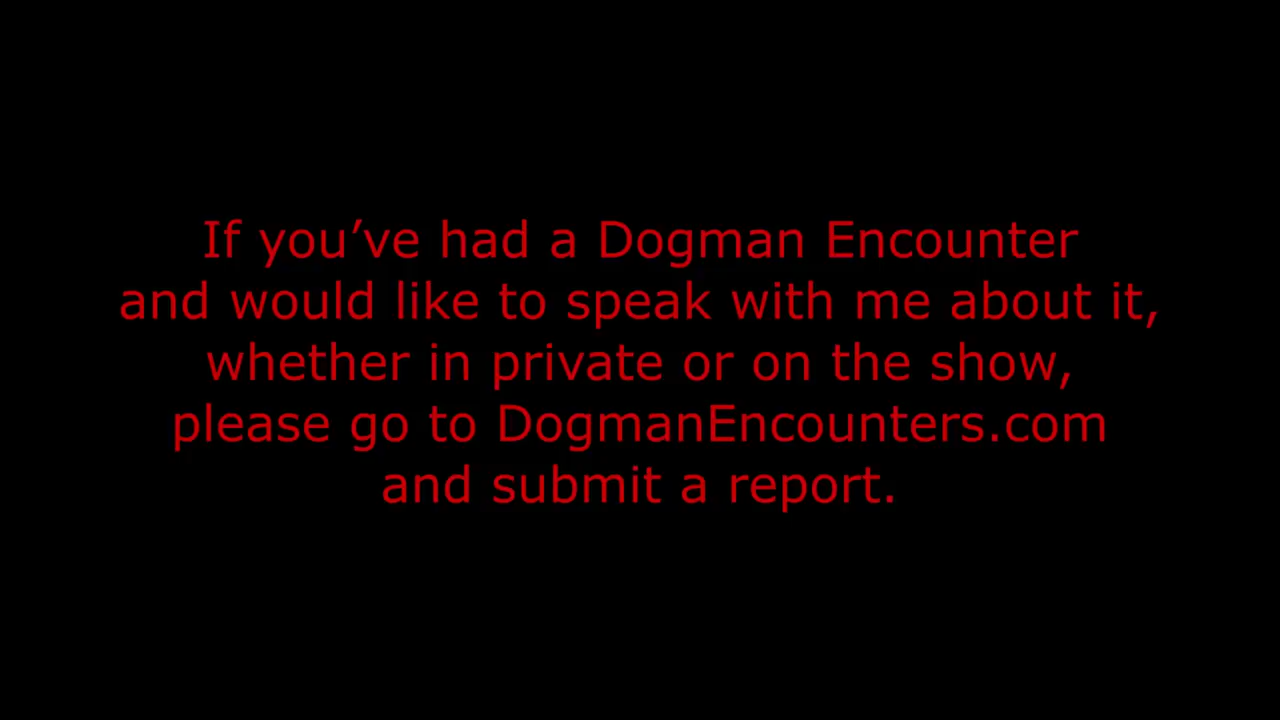 If you’ve had a Dogman Encounter
and would like to speak with me about it,
whether in private or on the show,
please go to DogmanEncounters.com
and submit a report.